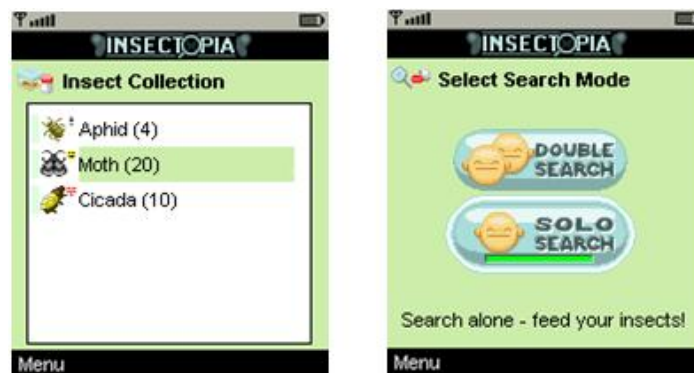 INSECTOPIA
Insect Collection
Aphid (4)
Moth (20)
Cicada (10)
Menu
INSECTOPIA
Select Search Mode
DOUBLE
SEARCH
SOLO
SEARCH
Search alone - feed your insects!
Menu